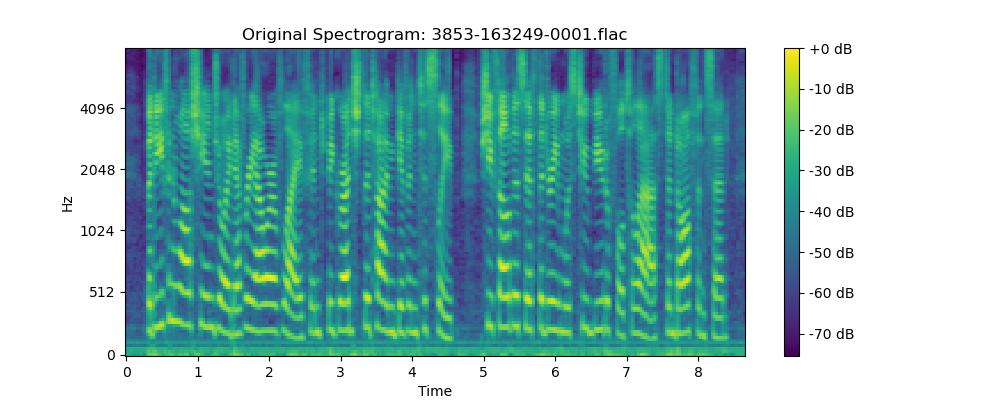 Original Spectrogram: 3853-163249-0001.flac
Hz
4096
2048
1024
512
0
0 1 2 3 4 5 6 7 8
Time
+0 dB
-10 dB
-20 dB
-30 dB
-40 dB
-50 dB
-60 dB
-70 dB